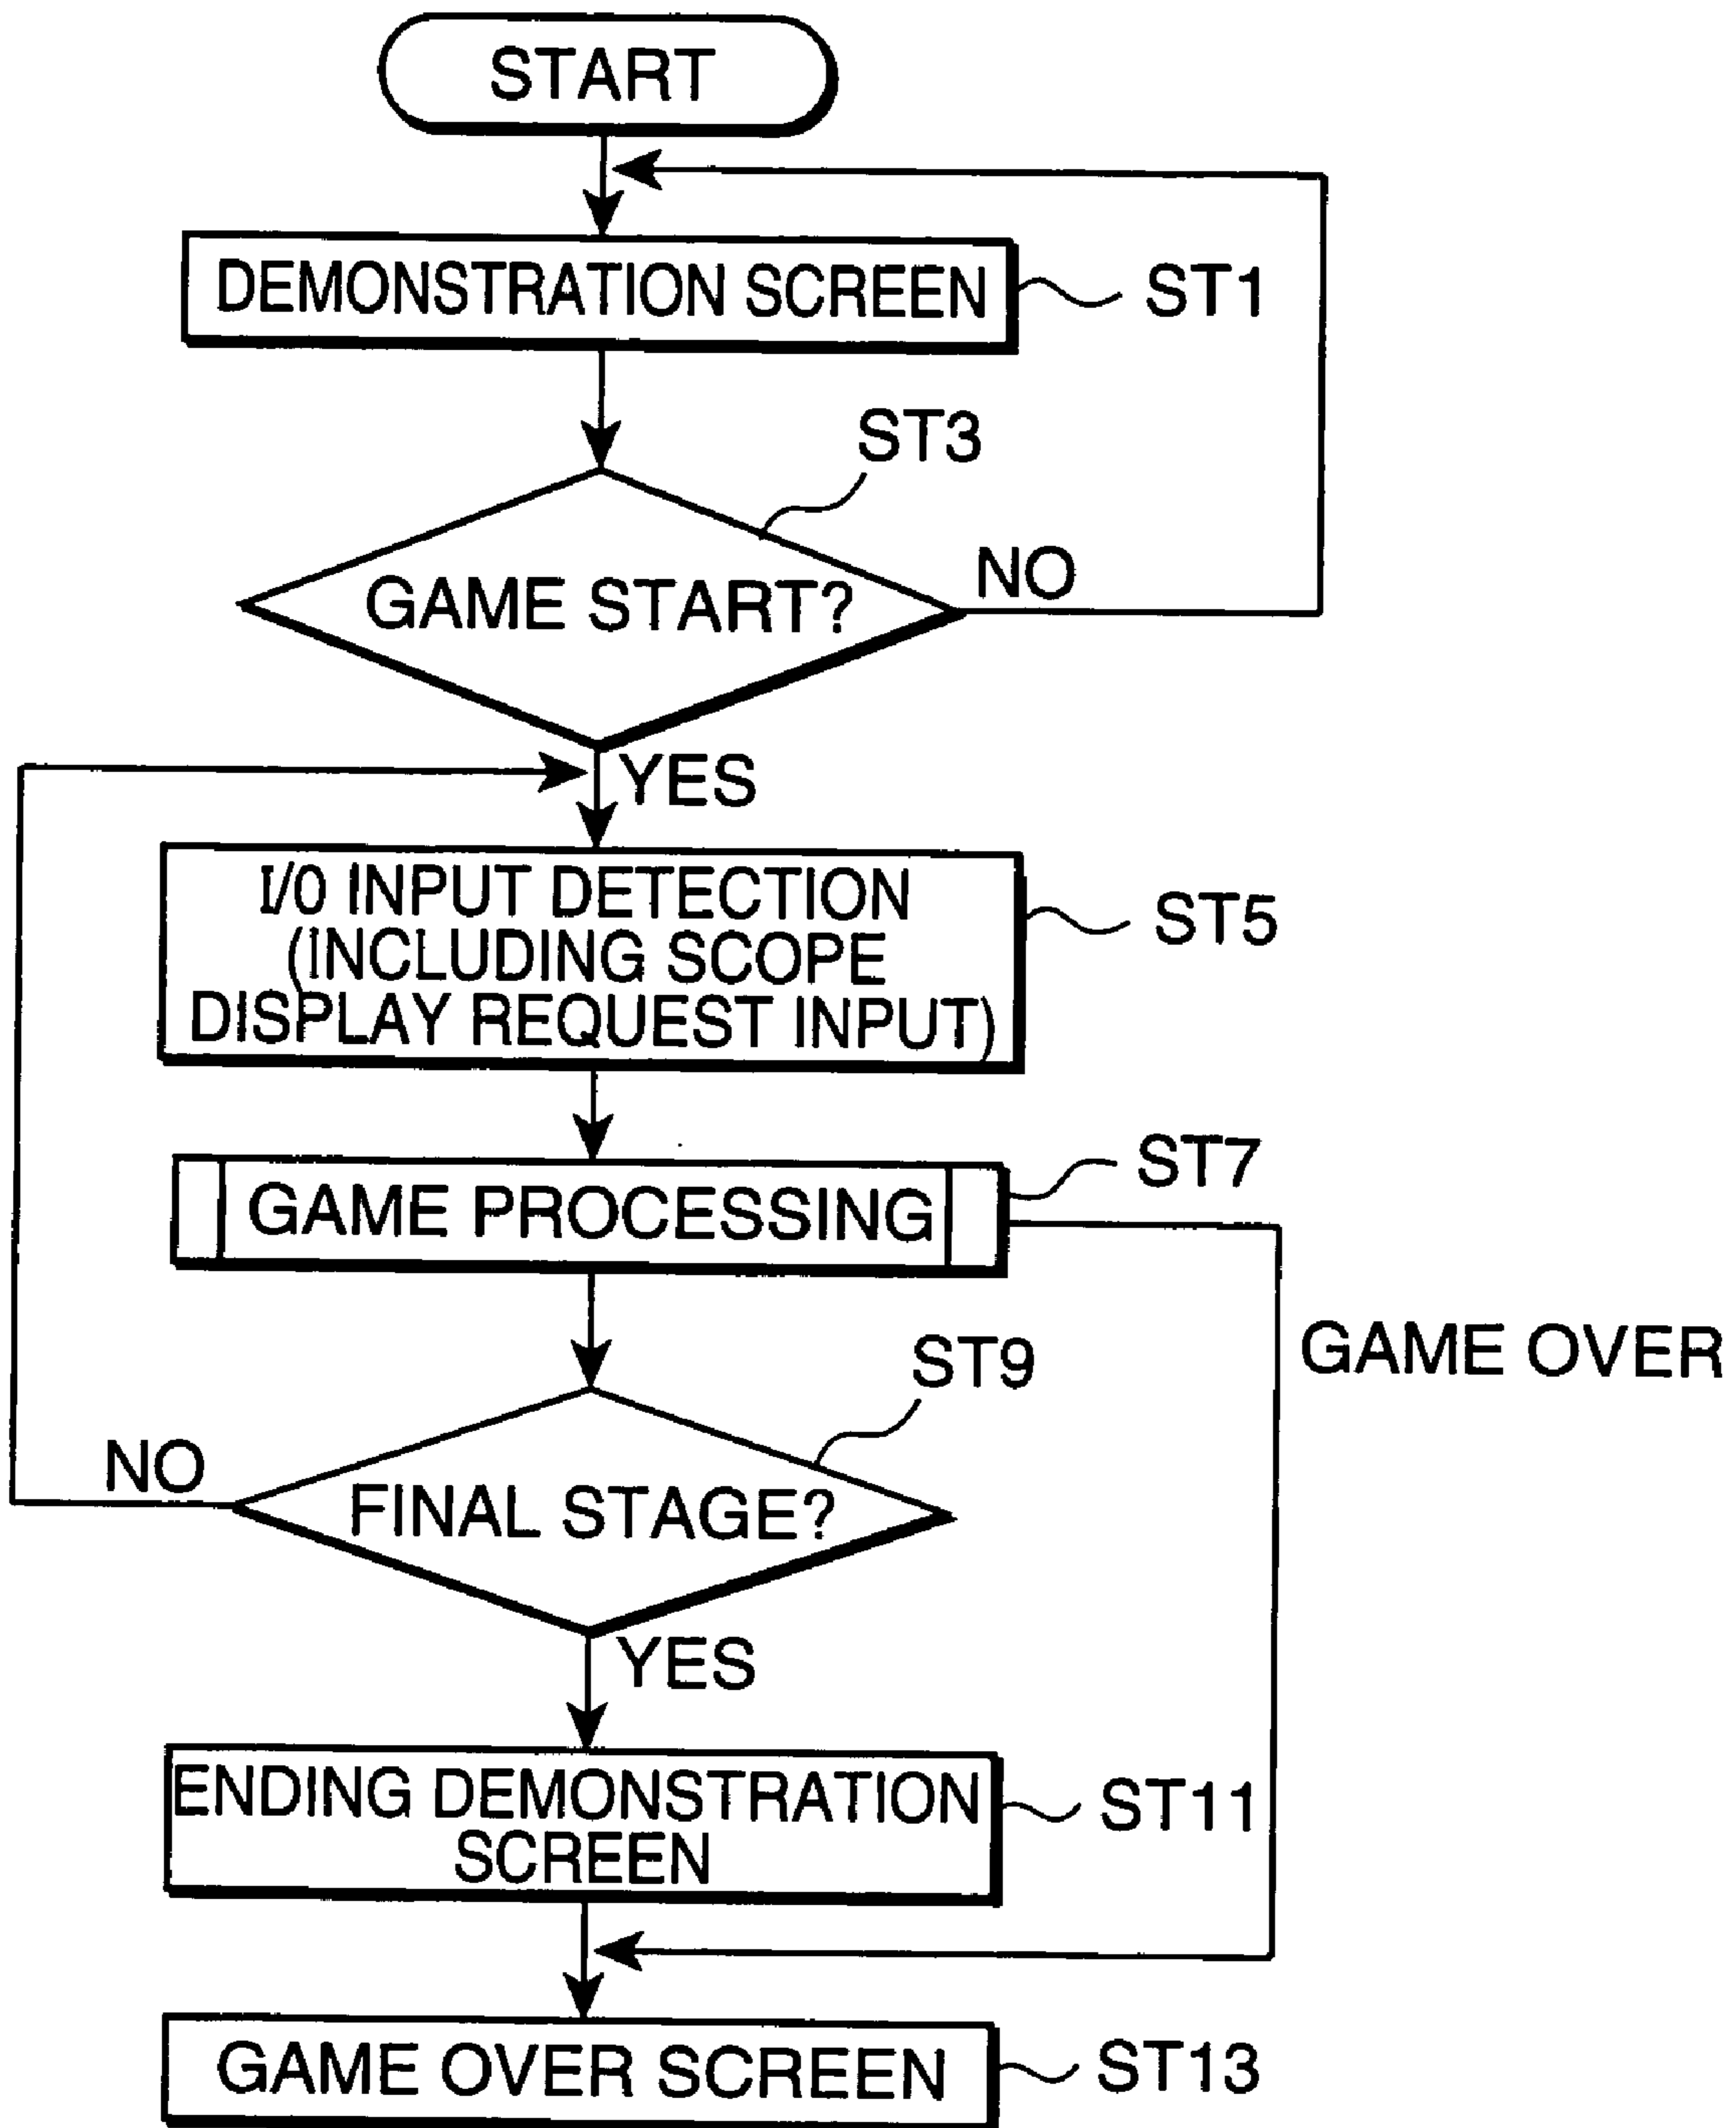 START
DEMONSTRATION SCREEN
ST1
ST3
GAME START?
NO
YES
I/O INPUT DETECTION
(INCLUDING SCOPE
DISPLAY REQUEST INPUT)
ST5
GAME PROCESSING
ST7
GAME OVER
ST9
FINAL STAGE?
NO
YES
ENDING DEMONSTRATION
SCREEN
ST11
GAME OVER SCREEN
ST13